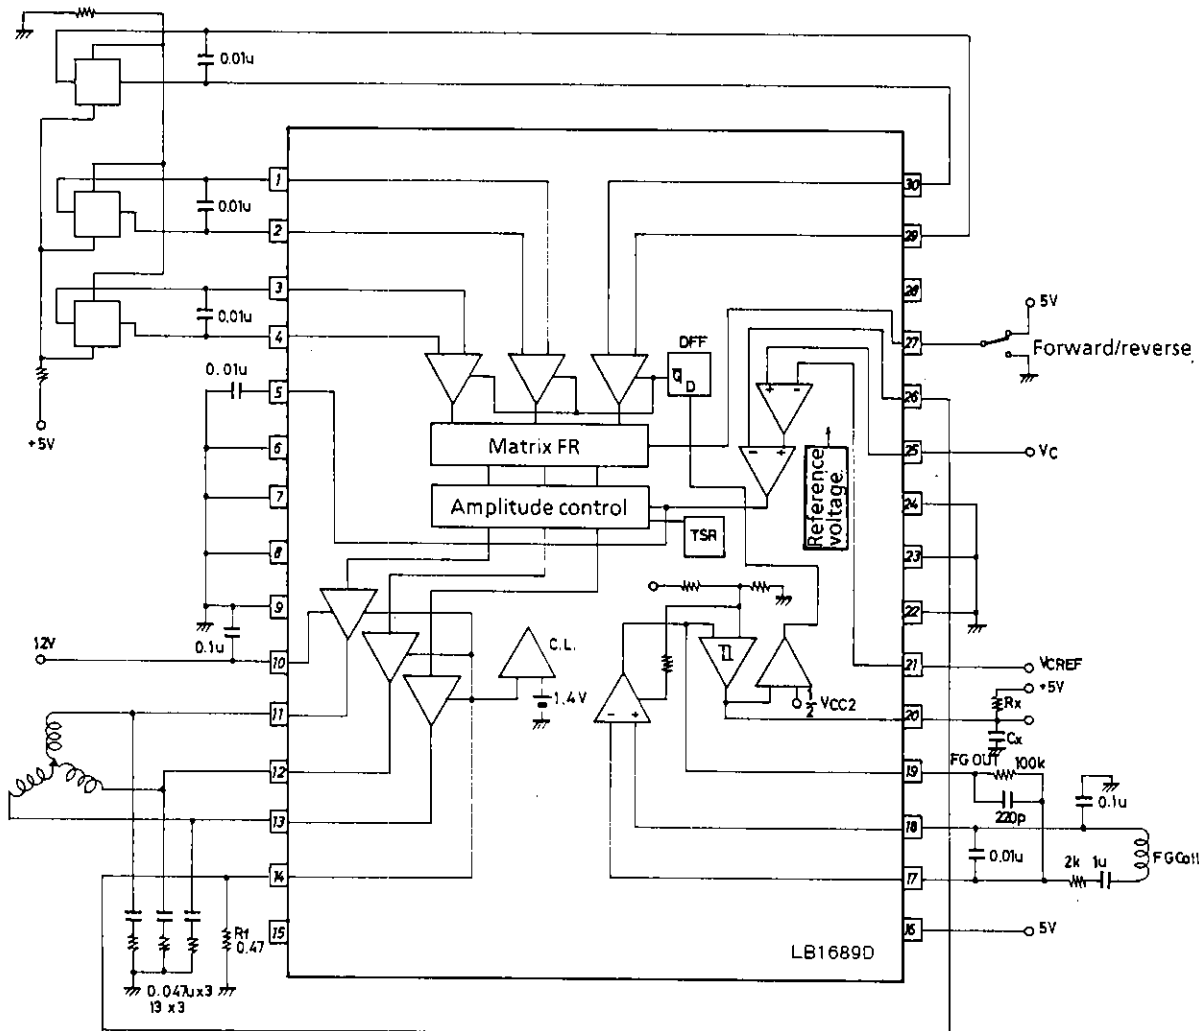 0.01u
1
30
0.01u
2
29
3
28
5V
0.01u
4
DFF
27
Forward/reverse
Q
D
+ -
0.01u
5
26
+5V
6
Matrix FR
- +
25
VC
7
Amplitude control
Reference
voltage
24
TSR
8
23
9
22
0.1u
12V
10
C.L.
21
VCREF
+5V
1.4V
Rx
11
- +
1/2 VCC2
20
Cx
FG OUT
100k
12
19
0.1u
220p
13
18
0.01u
2k
1u
FGCoil
14
17
Rf
0.47
15
16
5V
LB1689D
0.047u x3
13 x3